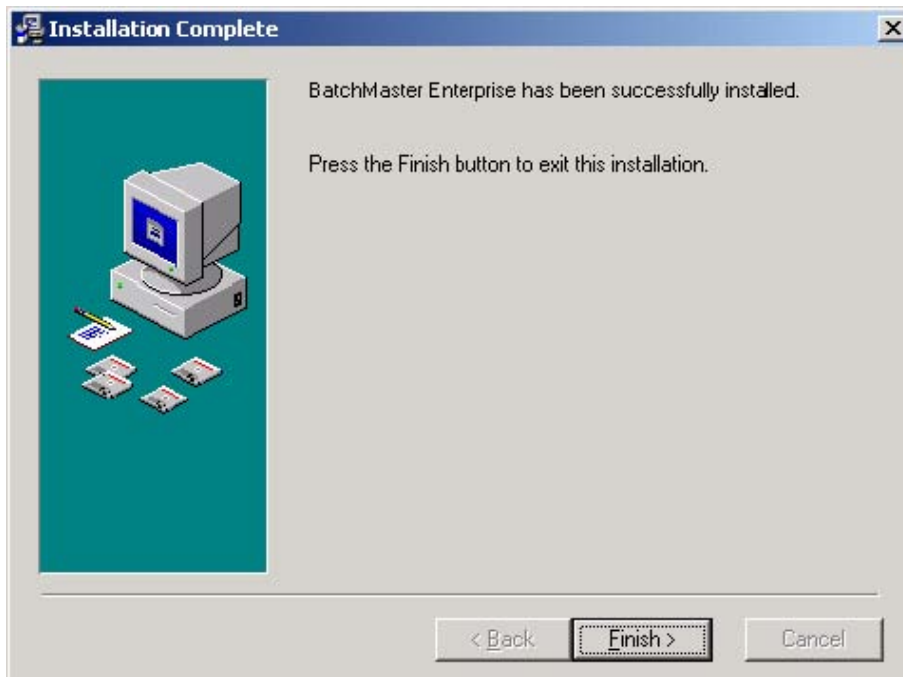 Installation Complete
BatchMaster Enterprise has been successfully installed.
Press the Finish button to exit this installation.
< Back
Finish >
Cancel